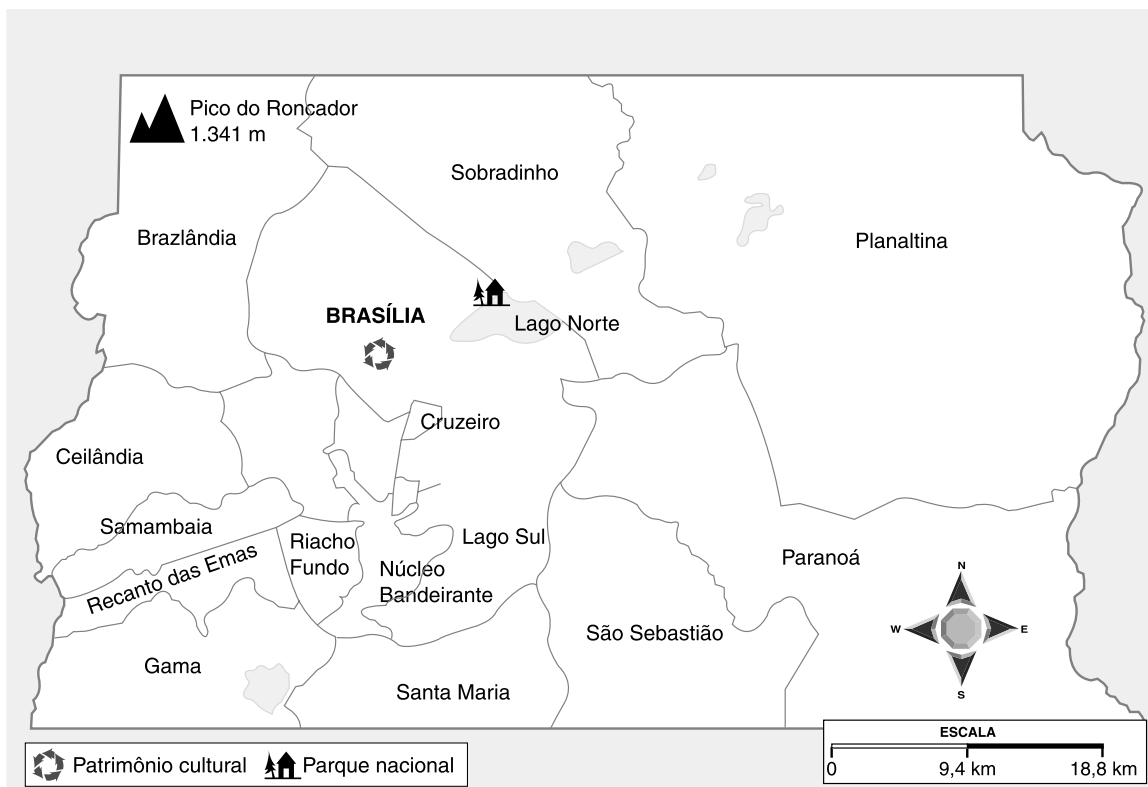 Pico do Roncador
1.341 m
Sobradinho
Brazlândia
Planaltina
BRASÍLIA
Lago Norte
Cruzeiro
Ceilândia
Samambaia
Lago Sul
Riacho
Fundo
Recanto das Emas
Núcleo
Bandeirante
Paranoá
São Sebastião
Gama
Santa Maria
N
W
E
S
ESCALA
0
9,4 km
18,8 km
Patrimônio cultural
Parque nacional